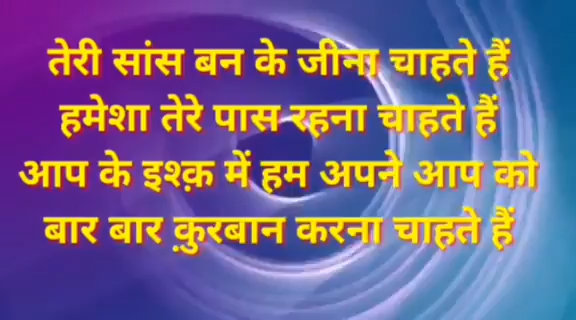 तेरी सांस बन के जीना चाहते हैं
हमेशा तेरे पास रहना चाहते हैं
आप के इश्क़ में हम अपने आप को
बार बार क़ुरबान करना चाहते हैं